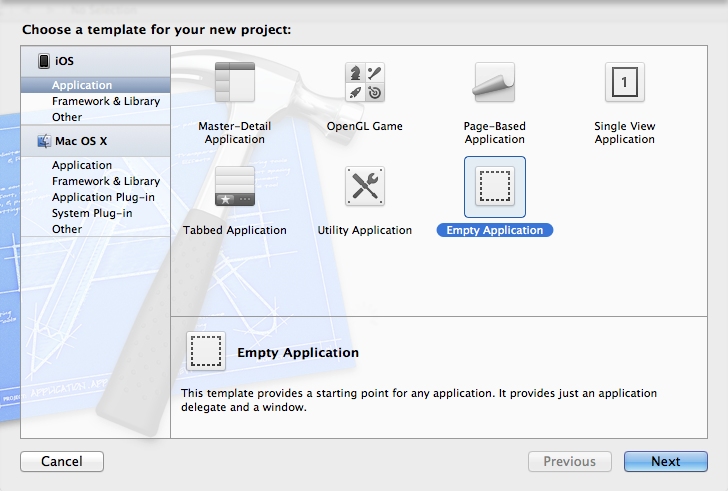 Choose a template for your new project:
iOS
Application
Framework & Library
Other
Mac OS X
Application
Framework & Library
Application Plug-in
System Plug-in
Other
Master-Detail
Application
OpenGL Game
Page-Based
Application
1
Single View
Application
Tabbed Application
Utility Application
Empty Application
Empty Application
This template provides a starting point for any application. It provides just an application
delegate and a window.
Cancel
Previous
Next